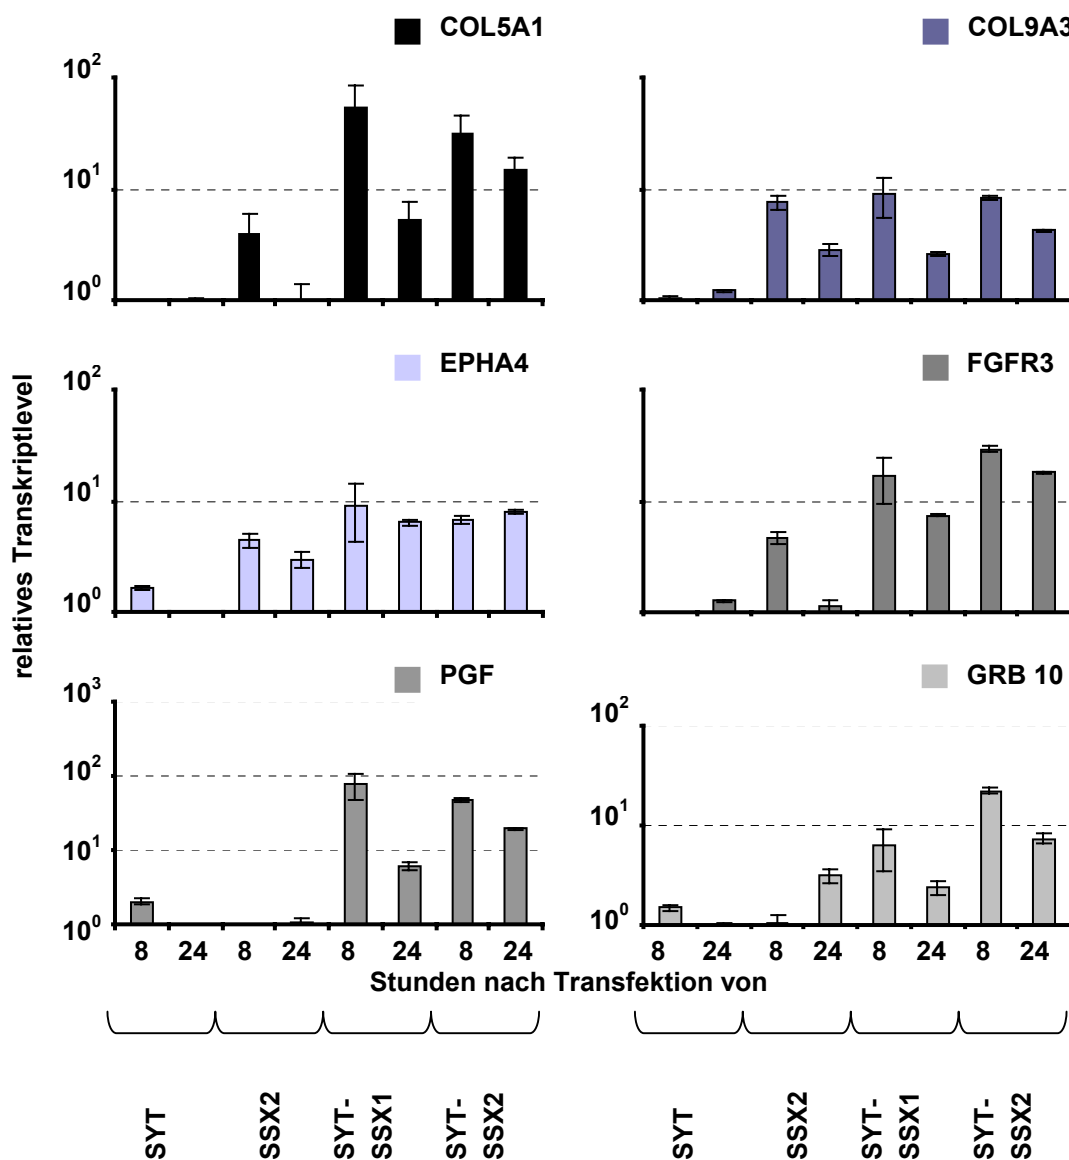 COL5A1
COL9A3
10²
10¹
10⁰
EPHA4
FGFR3
10²
10¹
10⁰
relatives Transkriptlevel
PGF
GRB 10
10³
10²
10¹
10⁰
10²
10¹
10⁰
8 24 8 24 8 24 8 24
8 24 8 24 8 24 8 24
Stunden nach Transfektion von
SYT
SSX2
SYT-
SSX1
SYT-
SSX2
SYT
SSX2
SYT-
SSX1
SYT-
SSX2